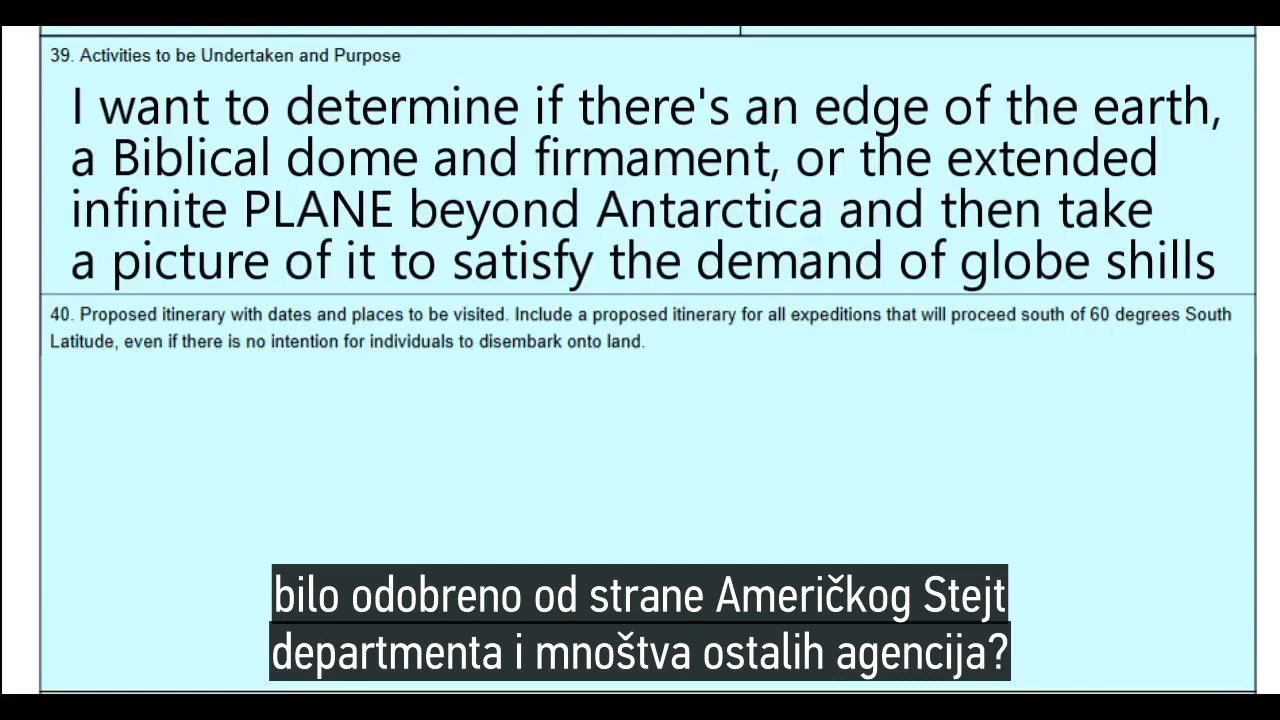 39. Activities to be Undertaken and Purpose
I want to determine if there's an edge of the earth,
a Biblical dome and firmament, or the extended
infinite PLANE beyond Antarctica and then take
a picture of it to satisfy the demand of globe shills
40. Proposed itinerary with dates and places to be visited. Include a proposed itinerary for all expeditions that will proceed south of 60 degrees South
Latitude, even if there is no intention for individuals to disembark onto land.
bilo odobreno od strane Američkog Stejt
departmenta i mnoštva ostalih agencija?